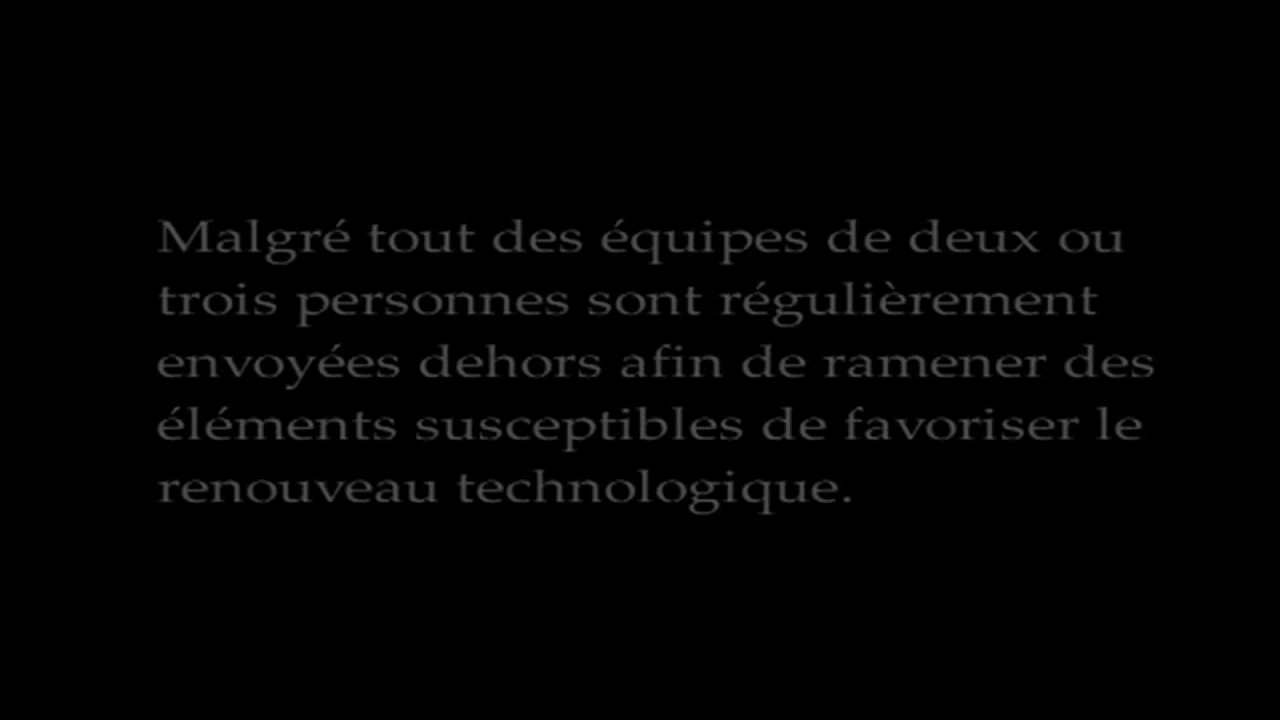 Malgré tout des équipes de deux ou
trois personnes sont régulièrement
envoyées dehors afin de ramener des
éléments susceptibles de favoriser le
renouveau technologique.